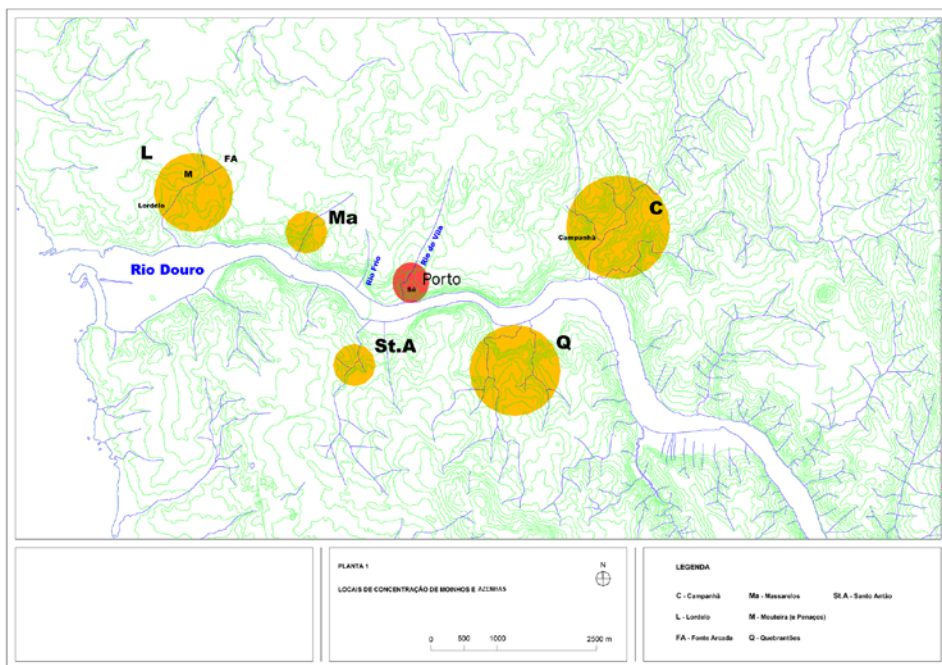 L
FA
M
Lordelo
Ma
C
Campanhã
Rio Douro
Rio Frio
Rio da Vila
Porto
Sé
St.A
Q
PLANTA 1
LOCAIS DE CONCENTRAÇÃO DE MOINHOS E AZENHAS
N
0 500 1000 2500 m
LEGENDA
C - Campanhã Ma - Massarelos St.A - Santo Antão
L - Lordelo M - Mouteira (e Penaços)
FA - Fonte Arcada Q - Quebrantões